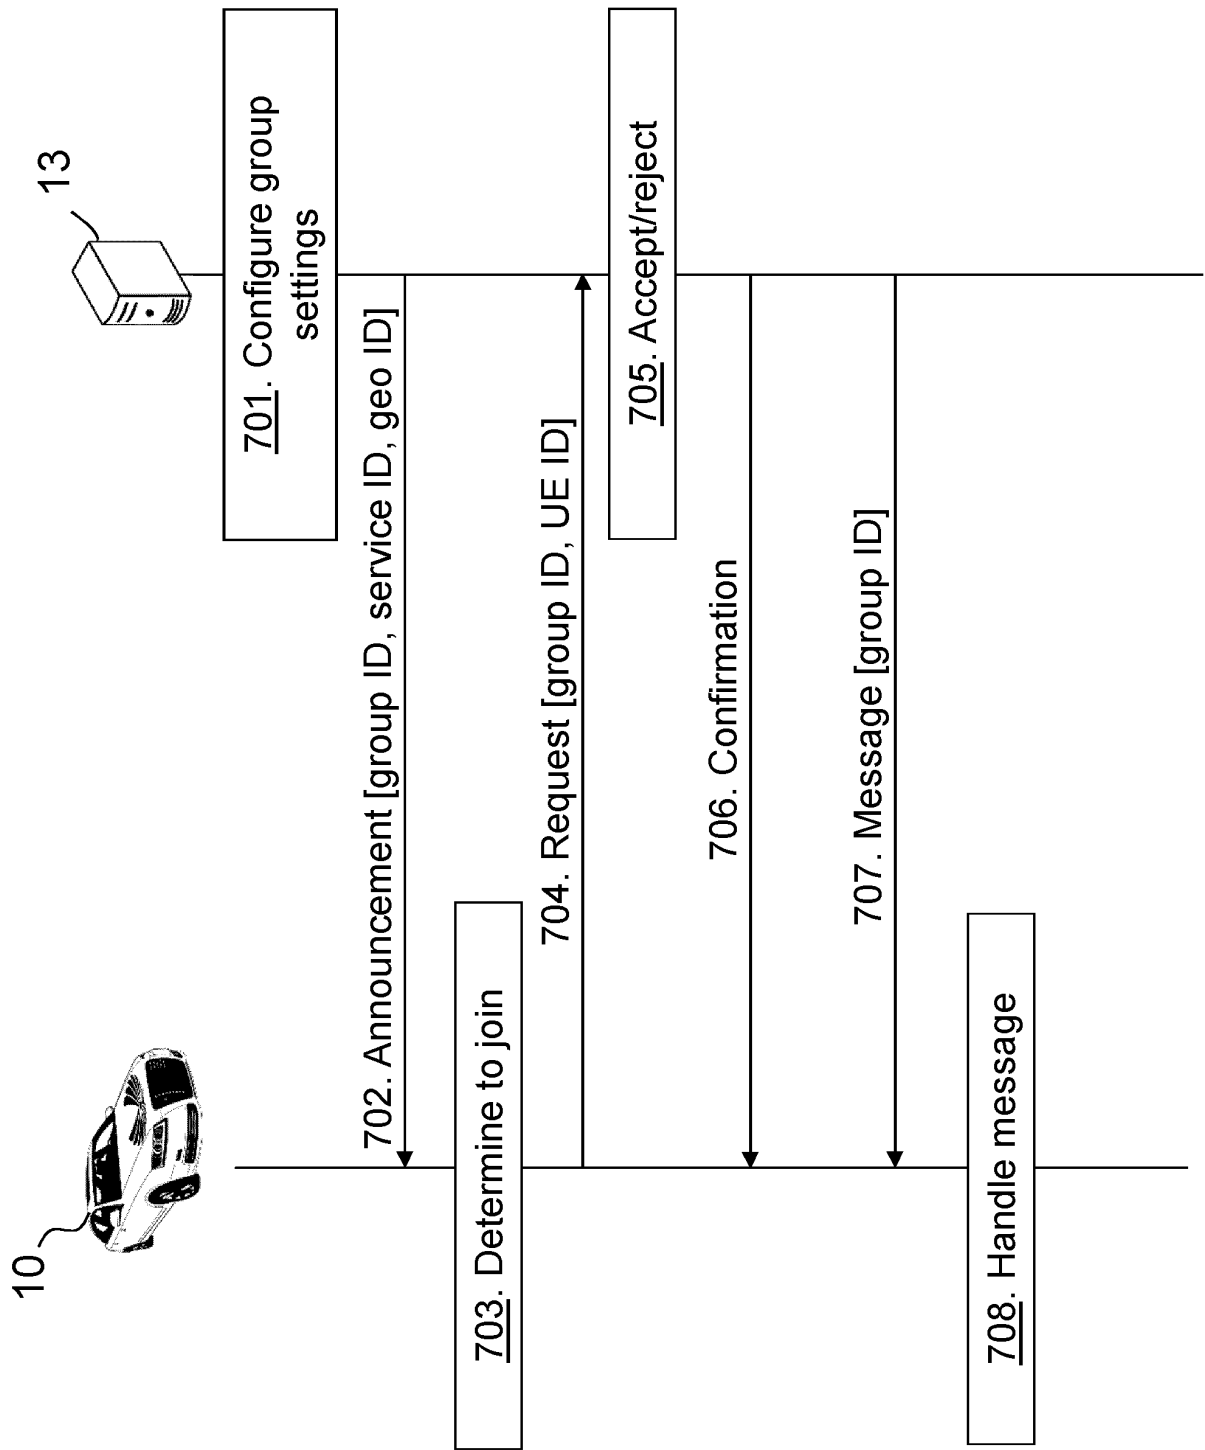 10
13
701. Configure group
settings
702. Announcement [group ID, service ID, geo ID]
703. Determine to join
704. Request [group ID, UE ID]
705. Accept/reject
706. Confirmation
707. Message [group ID]
708. Handle message